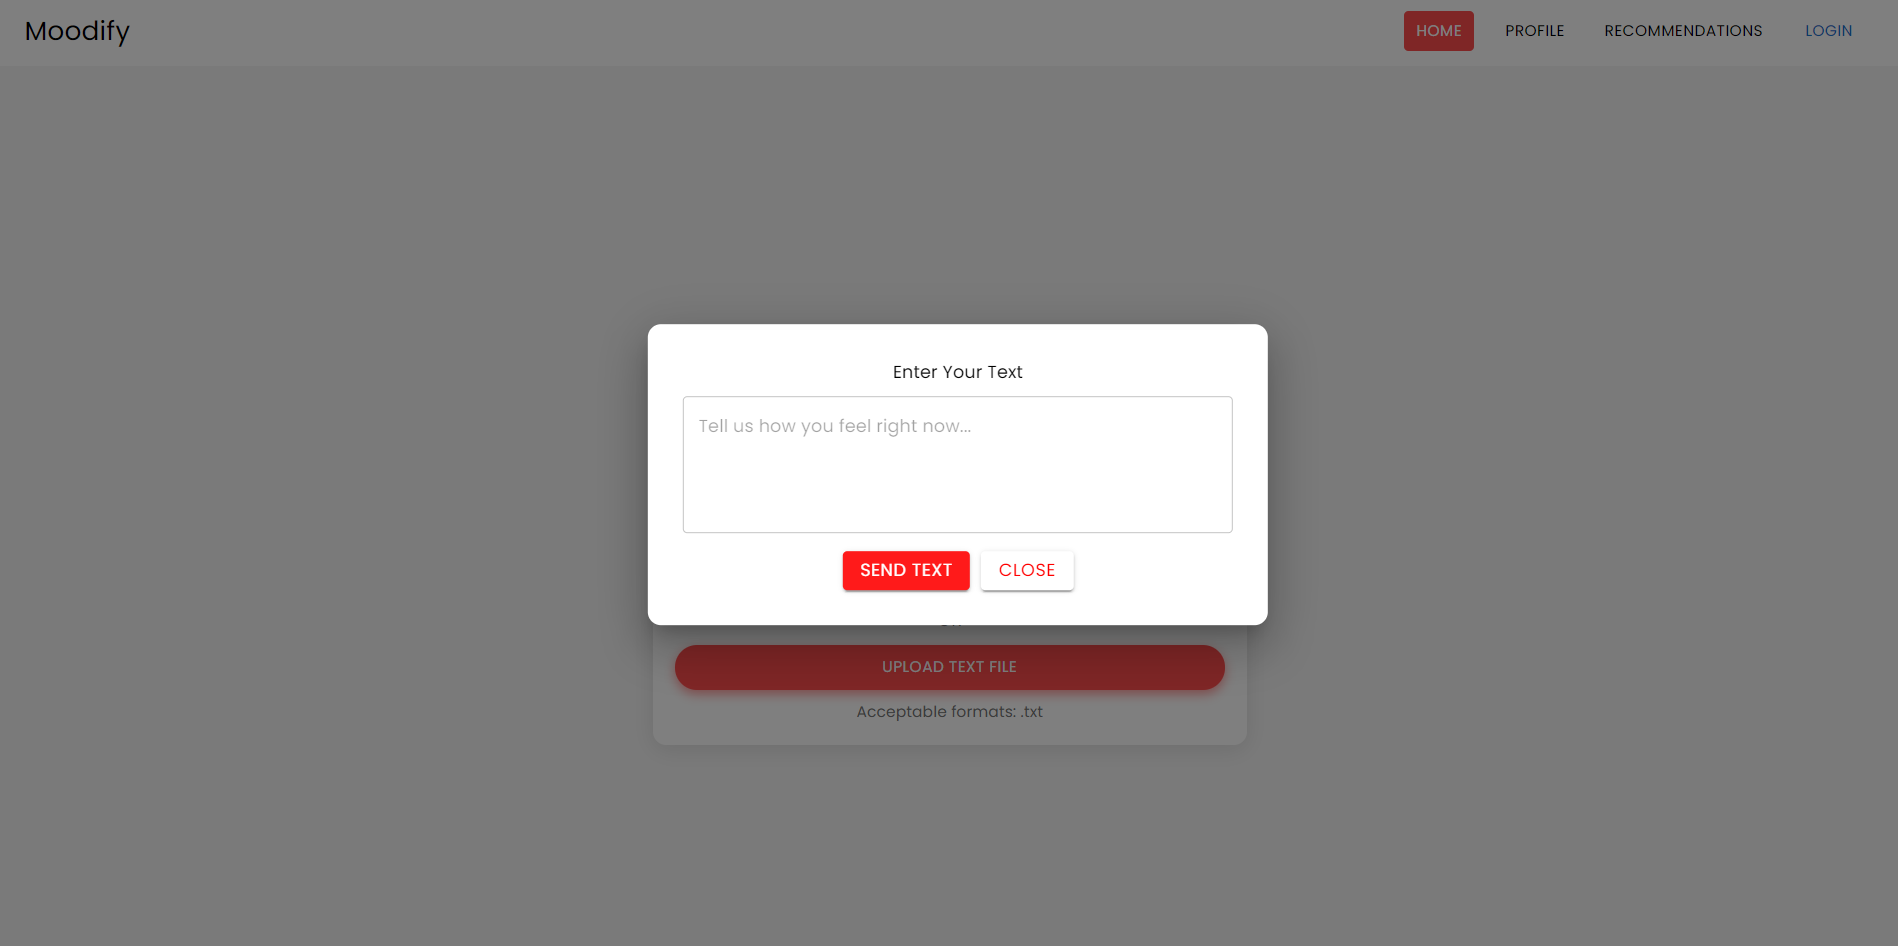 Moodify
HOME PROFILE RECOMMENDATIONS LOGIN
Enter Your Text
Tell us how you feel right now...
SEND TEXT CLOSE
UPLOAD TEXT FILE
Acceptable formats: .txt